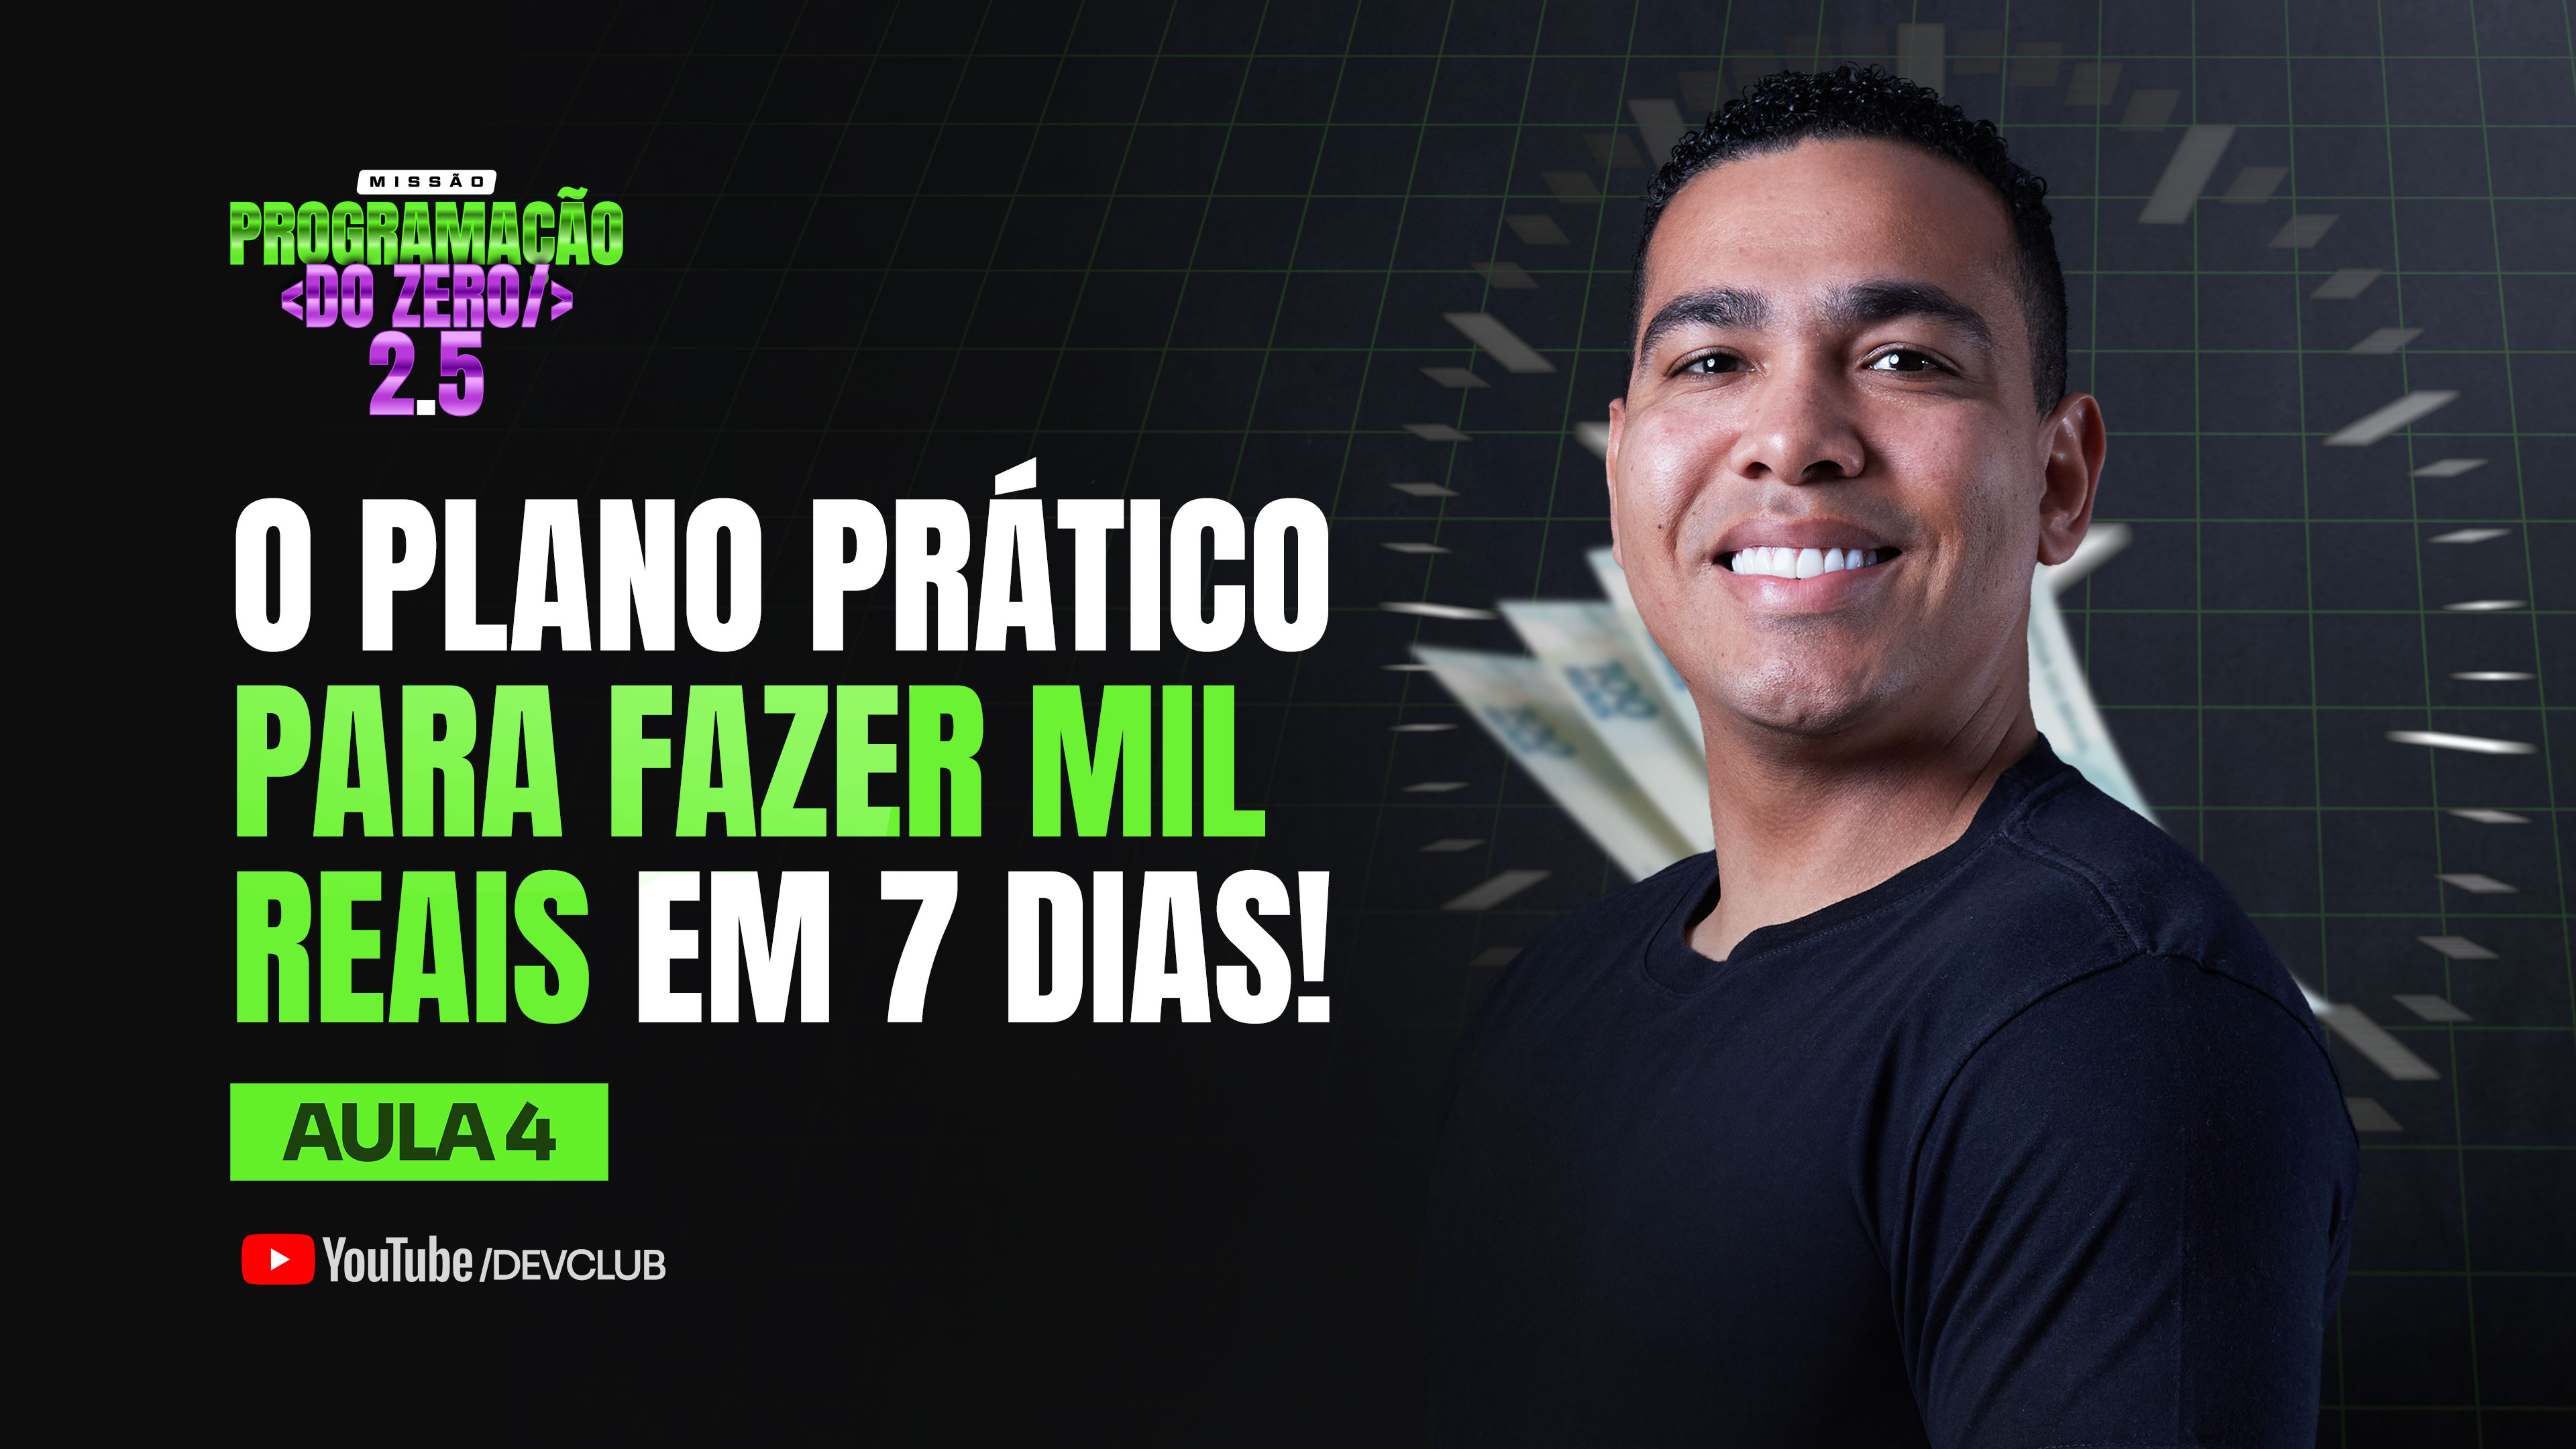 MISSÃO
PROGRAMAÇÃO
<DO ZERO/>
2.5
O PLANO PRÁTICO
PARA FAZER MIL
REAIS EM 7 DIAS!
AULA 4
YouTube /DEVCLUB